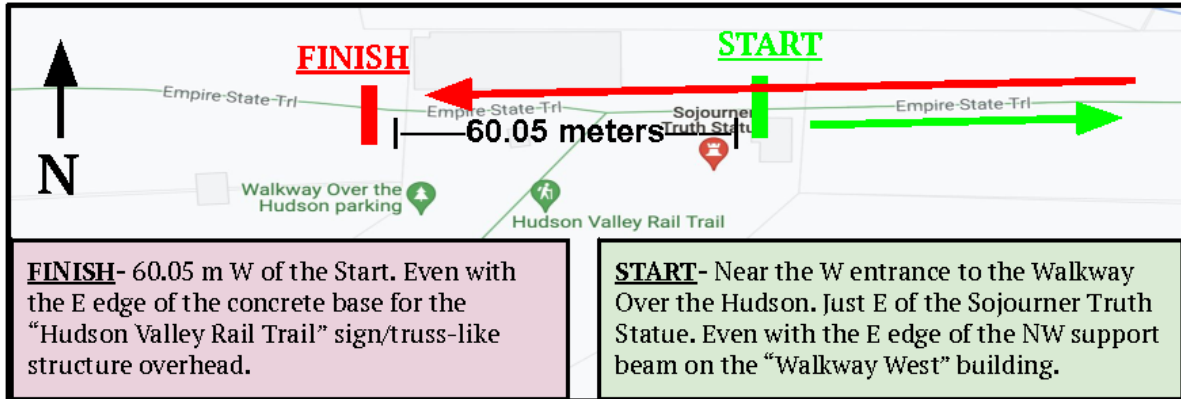 START
FINISH
Empire State Trl
Empire State Trl
Empire State Trl
Sojourner
Truth Statu
60.05 meters
N
Walkway Over the
Hudson parking
Hudson Valley Rail Trail
FINISH- 60.05 m W of the Start. Even with
the E edge of the concrete base for the
“Hudson Valley Rail Trail” sign/truss-like
structure overhead.
START- Near the W entrance to the Walkway
Over the Hudson. Just E of the Sojourner Truth
Statue. Even with the E edge of the NW support
beam on the “Walkway West” building.